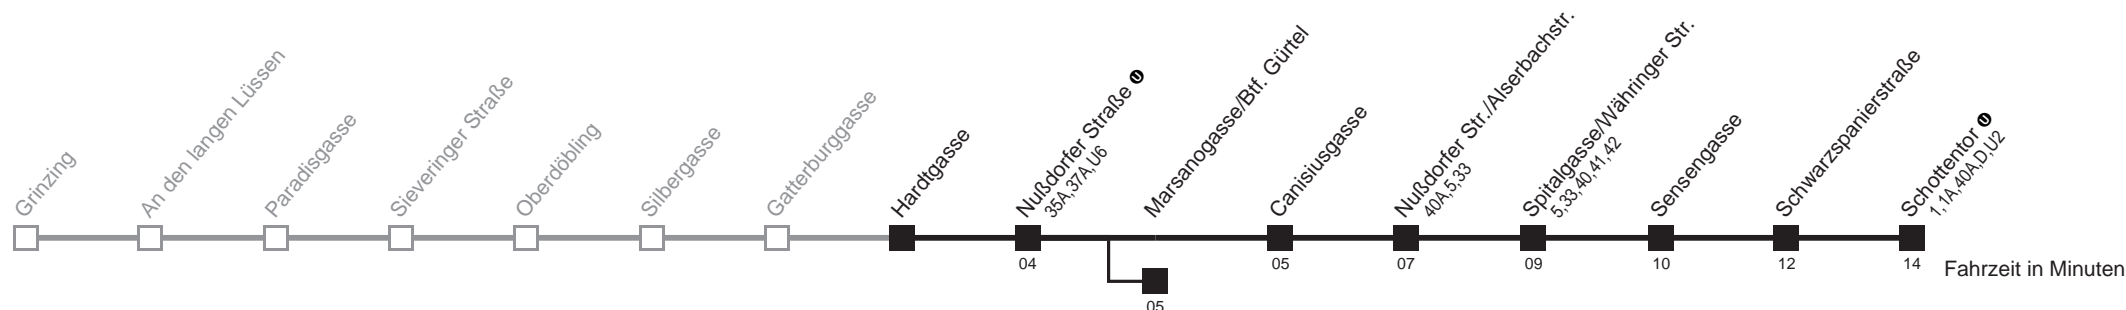 Grinzing
An den langen Lüssen
Paradisgasse
Sieveringer Straße
Oberdöbling
Silbergasse
Gatterburggasse
Hardtgasse
Nußdorfer Straße U
35A,37A,U6
Marsanogasse/Btf. Gürtel
Canisiusgasse
Nußdorfer Str./Alserbachstr.
40A,5,33
Spitalgasse/Währinger Str.
5,33,40,41,42
Sensengasse
Schwarzspanierstraße
Schottentor U
1,1A,40A,D,U2
04
05
07
09
10
12
14
Fahrzeit in Minuten
05